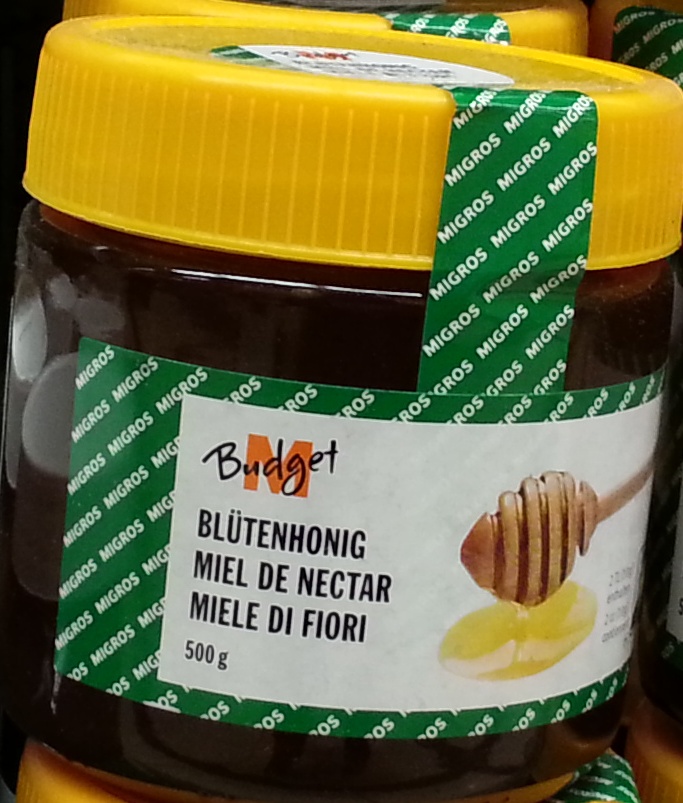 MIGROS MIGROS MIGROS
Budget
M
BLÜTENHONIG
MIEL DE NECTAR
MIELE DI FIORI
500 g